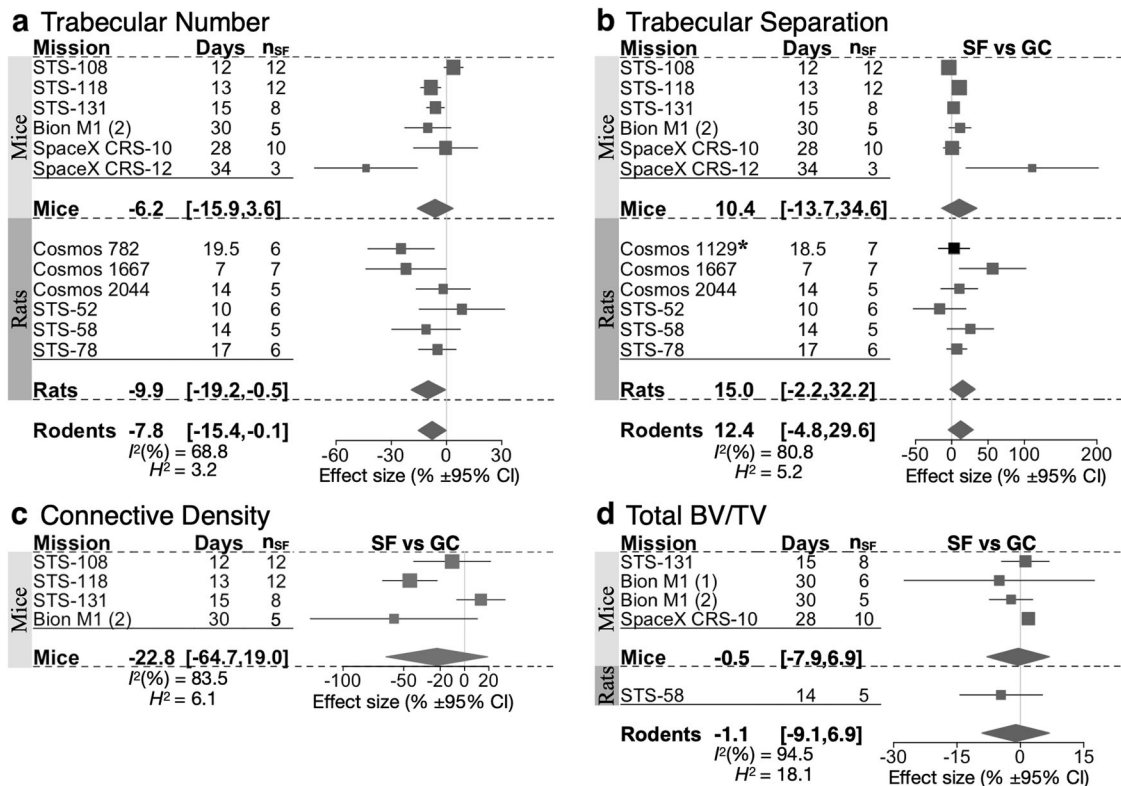 a Trabecular Number
Mission Days nSF
Mice
STS-108 12 12
STS-118 13 12
STS-131 15 8
Bion M1 (2) 30 5
SpaceX CRS-10 28 10
SpaceX CRS-12 34 3
Mice -6.2 [-15.9,3.6]
Rats
Cosmos 782 19.5 6
Cosmos 1667 7 7
Cosmos 2044 14 5
STS-52 10 6
STS-58 14 5
STS-78 17 6
Rats -9.9 [-19.2,-0.5]
Rodents -7.8 [-15.4,-0.1]
I²(%) = 68.8
H² = 3.2
-60 -30 0 30
Effect size (% ±95% CI)
b Trabecular Separation
Mission Days nSF SF vs GC
Mice
STS-108 12 12
STS-118 13 12
STS-131 15 8
Bion M1 (2) 30 5
SpaceX CRS-10 28 10
SpaceX CRS-12 34 3
Mice 10.4 [-13.7,34.6]
Rats
Cosmos 1129* 18.5 7
Cosmos 1667 7 7
Cosmos 2044 14 5
STS-52 10 6
STS-58 14 5
STS-78 17 6
Rats 15.0 [-2.2,32.2]
Rodents 12.4 [-4.8,29.6]
I²(%) = 80.8
H² = 5.2
-50 0 50 100 200
Effect size (% ±95% CI)
c Connective Density
Mission Days nSF SF vs GC
Mice
STS-108 12 12
STS-118 13 12
STS-131 15 8
Bion M1 (2) 30 5
Mice -22.8 [-64.7,19.0]
I²(%) = 83.5
H² = 6.1
-100 -50 -20 0 20
Effect size (% ±95% CI)
d Total BV/TV
Mission Days nSF SF vs GC
Mice
STS-131 15 8
Bion M1 (1) 30 6
Bion M1 (2) 30 5
SpaceX CRS-10 28 10
Mice -0.5 [-7.9,6.9]
Rats
STS-58 14 5
Rodents -1.1 [-9.1,6.9]
I²(%) = 94.5
H² = 18.1
-30 -15 0 15
Effect size (% ±95% CI)